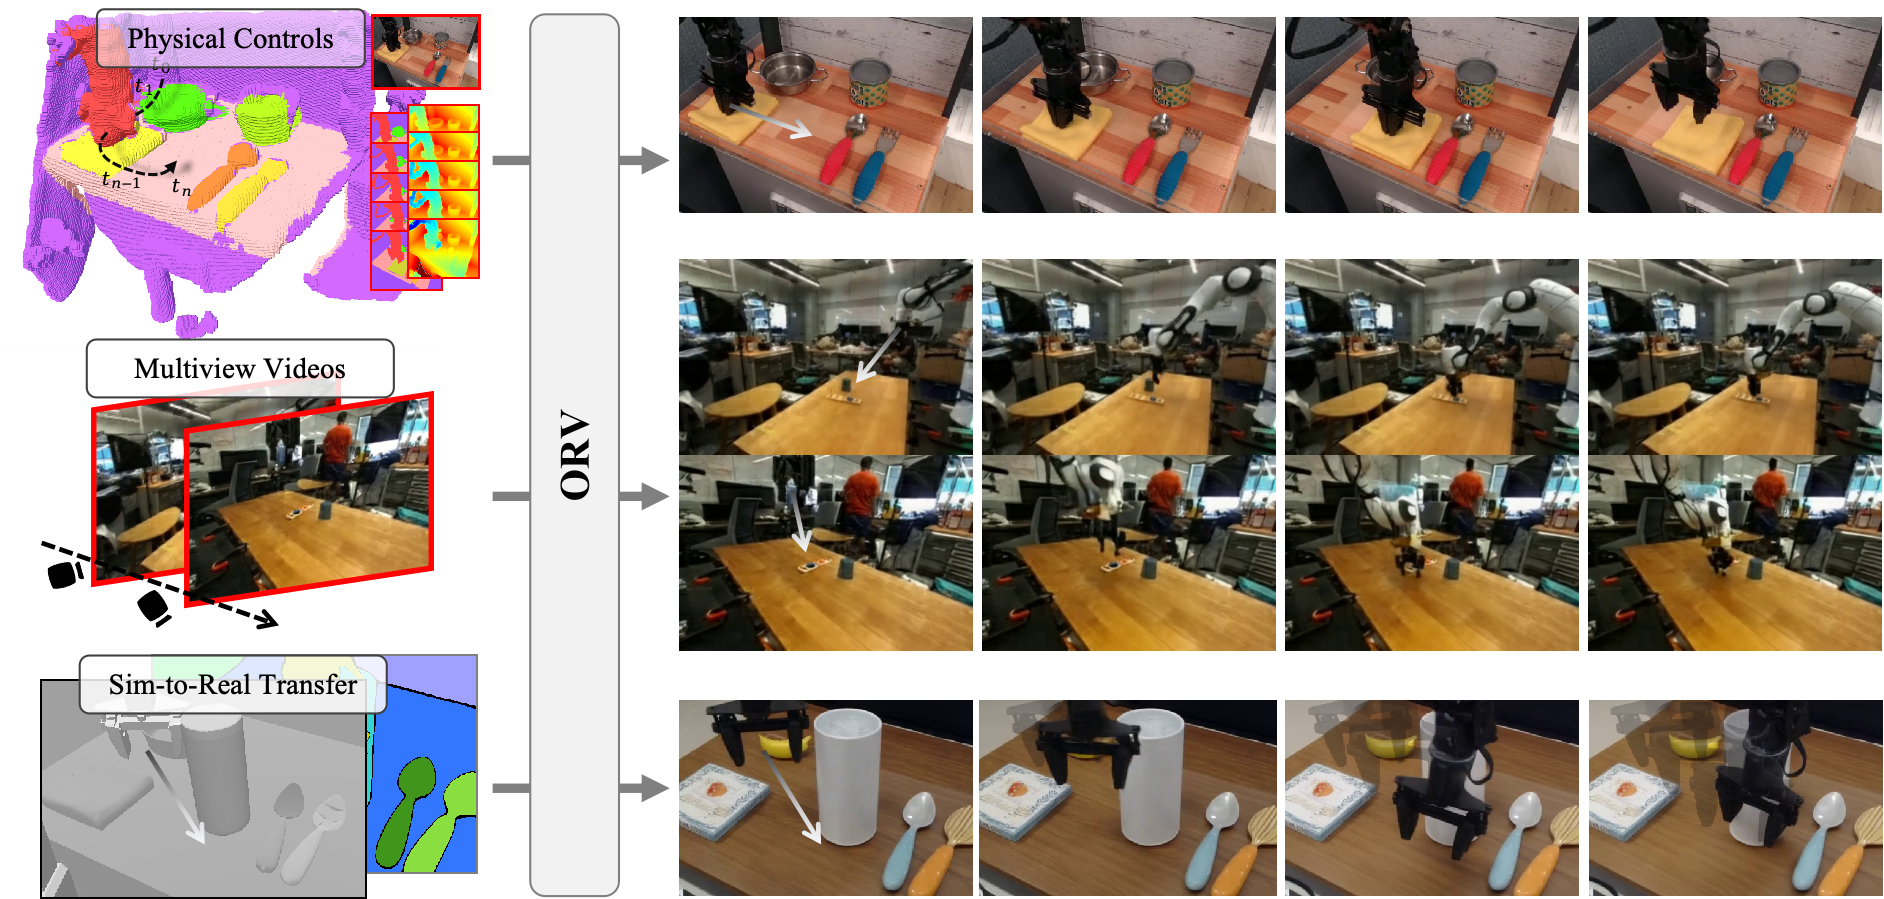 Physical Controls
t₀
t₁
tₙ₋₁
tₙ
Multiview Videos
Sim-to-Real Transfer
ORV